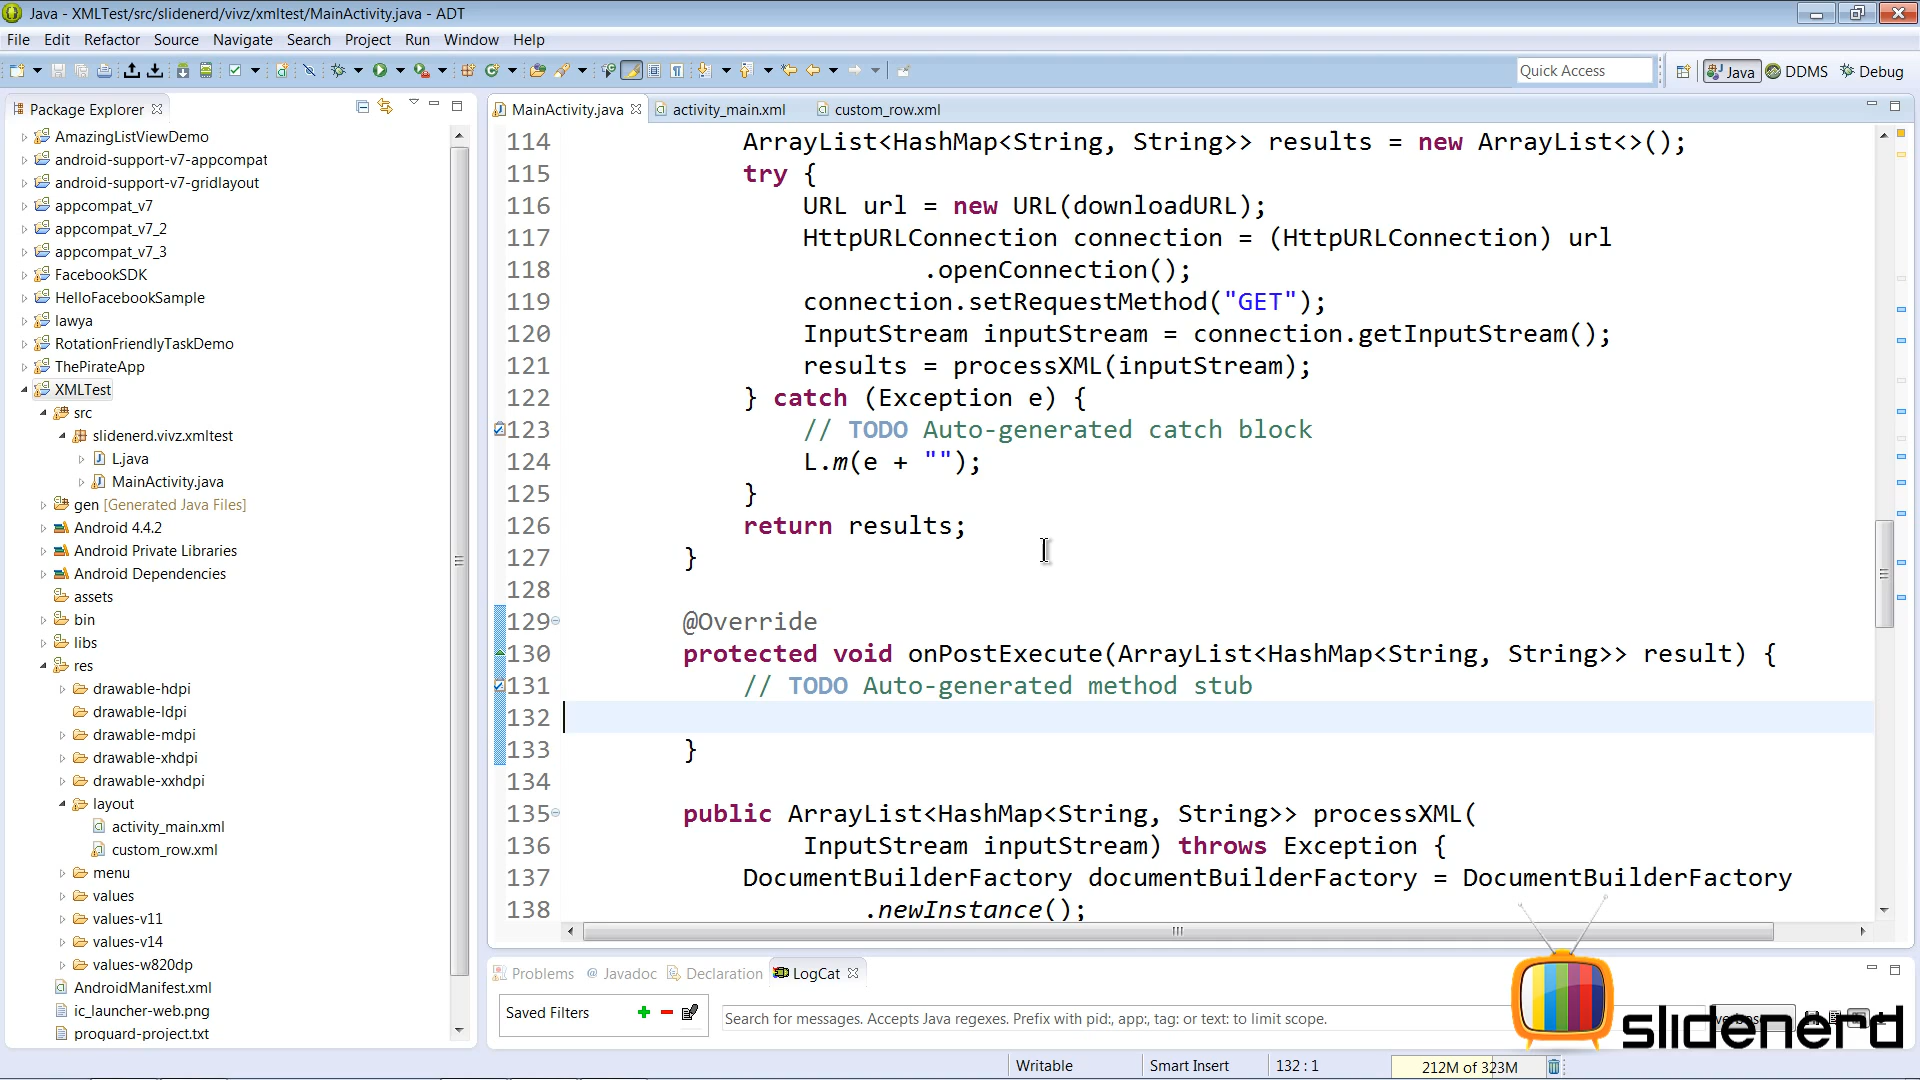 Java - XMLTest/src/slidenerd/vivz/xmltest/MainActivity.java - ADT
File Edit Refactor Source Navigate Search Project Run Window Help
Quick Access Java DDMS Debug
Package Explorer
AmazingListViewDemo
android-support-v7-appcompat
android-support-v7-gridlayout
appcompat_v7
appcompat_v7_2
appcompat_v7_3
FacebookSDK
HelloFacebookSample
lawya
RotationFriendlyTaskDemo
ThePirateApp
XMLTest
src
slidenerd.vivz.xmltest
L.java
MainActivity.java
gen [Generated Java Files]
Android 4.4.2
Android Private Libraries
Android Dependencies
assets
bin
libs
res
drawable-hdpi
drawable-ldpi
drawable-mdpi
drawable-xhdpi
drawable-xxhdpi
layout
activity_main.xml
custom_row.xml
menu
values
values-v11
values-v14
values-w820dp
AndroidManifest.xml
ic_launcher-web.png
proguard-project.txt
MainActivity.java activity_main.xml custom_row.xml
114 ArrayList<HashMap<String, String>> results = new ArrayList<>();
115 try {
116 URL url = new URL(downloadURL);
117 HttpURLConnection connection = (HttpURLConnection) url
118 .openConnection();
119 connection.setRequestMethod("GET");
120 InputStream inputStream = connection.getInputStream();
121 results = processXML(inputStream);
122 } catch (Exception e) {
123 // TODO Auto-generated catch block
124 L.m(e + "");
125 }
126 return results;
127 }
128
129 @Override
130 protected void onPostExecute(ArrayList<HashMap<String, String>> result) {
131 // TODO Auto-generated method stub
132
133 }
134
135 public ArrayList<HashMap<String, String>> processXML(
136 InputStream inputStream) throws Exception {
137 DocumentBuilderFactory documentBuilderFactory = DocumentBuilderFactory
138 .newInstance();
Problems @ Javadoc Declaration LogCat
Saved Filters
Search for messages. Accepts Java regexes. Prefix with pid:, app:, tag: or text: to limit scope.
slidenerd
Writable Smart Insert 132 : 1 212M of 323M